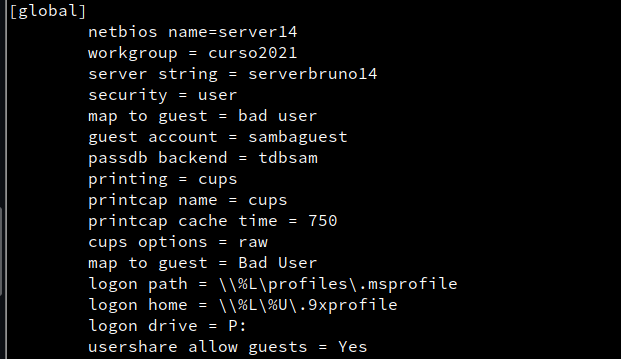 [global]
netbios name=server14
workgroup = curso2021
server string = serverbruno14
security = user
map to guest = bad user
guest account = sambaguest
passdb backend = tdbsam
printing = cups
printcap name = cups
printcap cache time = 750
cups options = raw
map to guest = Bad User
logon path = \\%L\profiles\.msprofile
logon home = \\%L\%U\.9xprofile
logon drive = P:
usershare allow guests = Yes